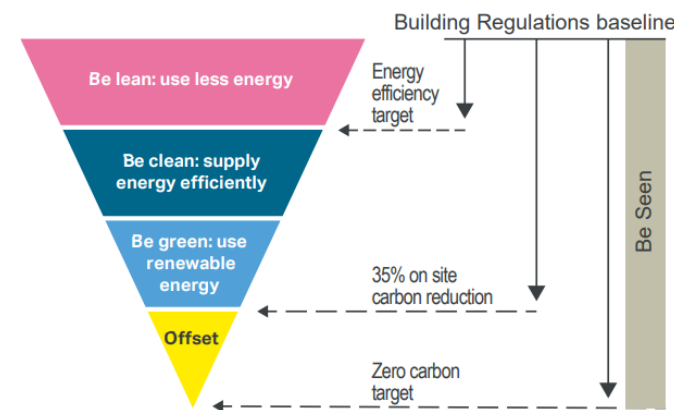 Building Regulations baseline
Be lean: use less energy
Energy
efficiency
target
Be clean: supply
energy efficiently
Be green: use
renewable
energy
35% on site
carbon reduction
Offset
Zero carbon
target
Be Seen